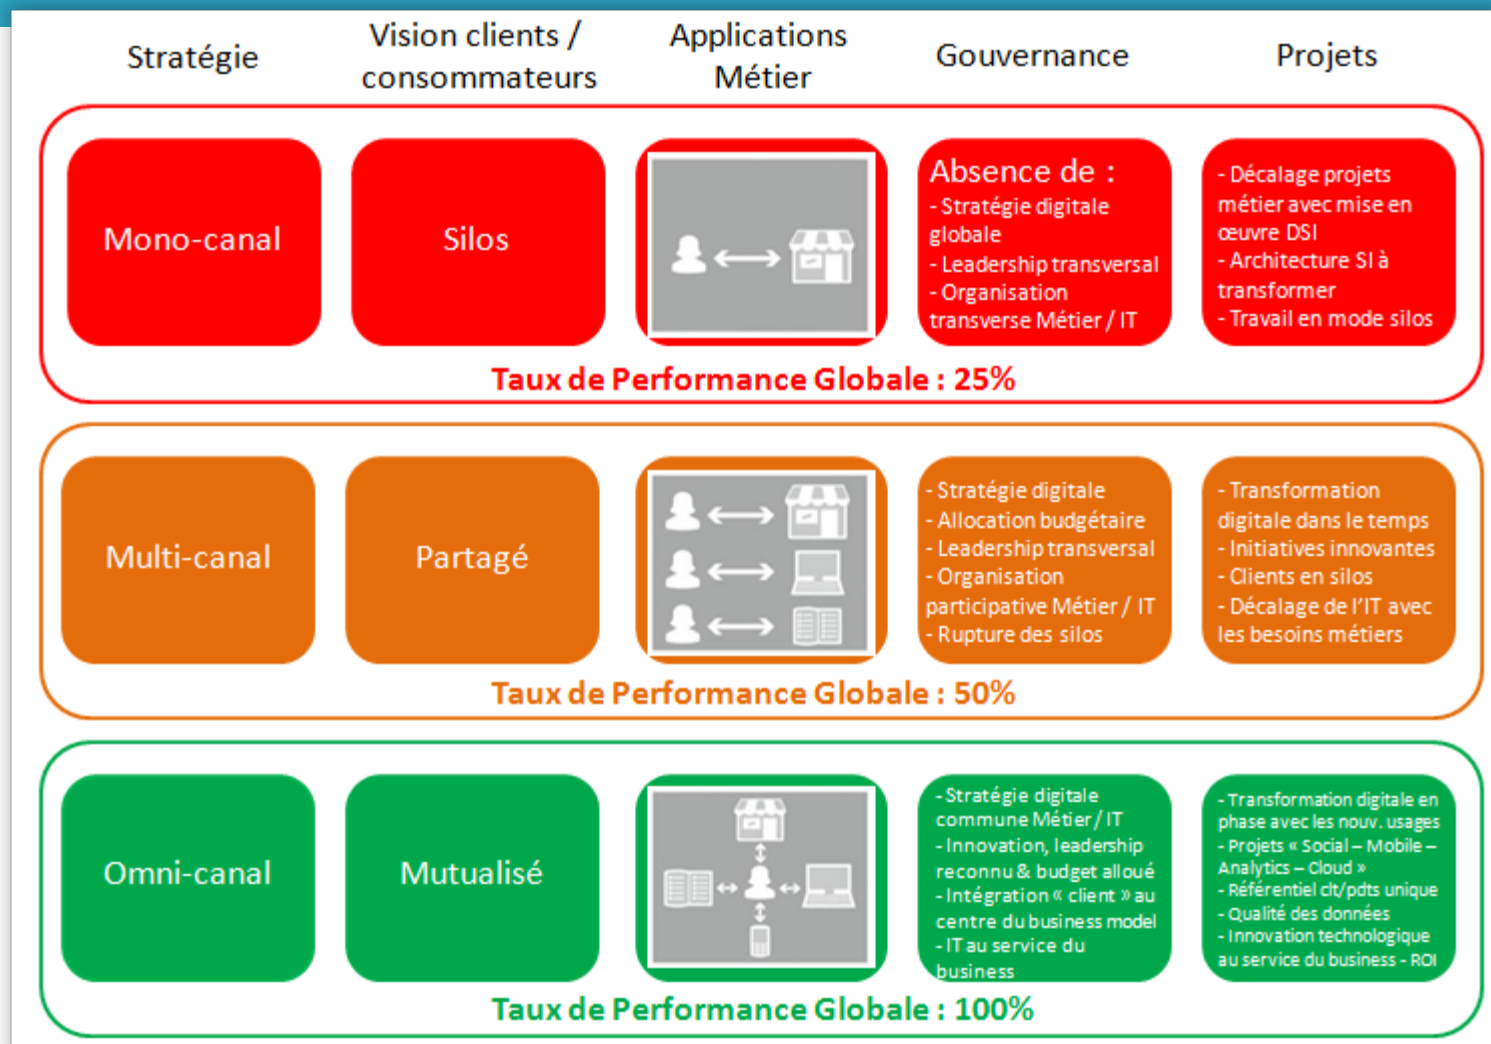 Stratégie
Vision clients /
consommateurs
Applications
Métier
Gouvernance
Projets
Mono-canal
Silos
Absence de :
- Stratégie digitale
globale
- Leadership transversal
- Organisation
transverse Métier / IT
- Décalage projets
métier avec mise en
œuvre DSI
- Architecture SI à
transformer
- Travail en mode silos
Taux de Performance Globale : 25%
Multi-canal
Partagé
- Stratégie digitale
- Allocation budgétaire
- Leadership transversal
- Organisation
participative Métier / IT
- Rupture des silos
- Transformation
digitale dans le temps
- Initiatives innovantes
- Clients en silos
- Décalage de l'IT avec
les besoins métiers
Taux de Performance Globale : 50%
Omni-canal
Mutualisé
- Stratégie digitale
commune Métier / IT
- Innovation, leadership
reconnu & budget alloué
- Intégration « client » au
centre du business model
- IT au service du
business
- Transformation digitale en
phase avec les nouv. usages
- Projets « Social – Mobile –
Analytics – Cloud »
- Référentiel clt/pdts unique
- Qualité des données
- Innovation technologique
au service du business - ROI
Taux de Performance Globale : 100%